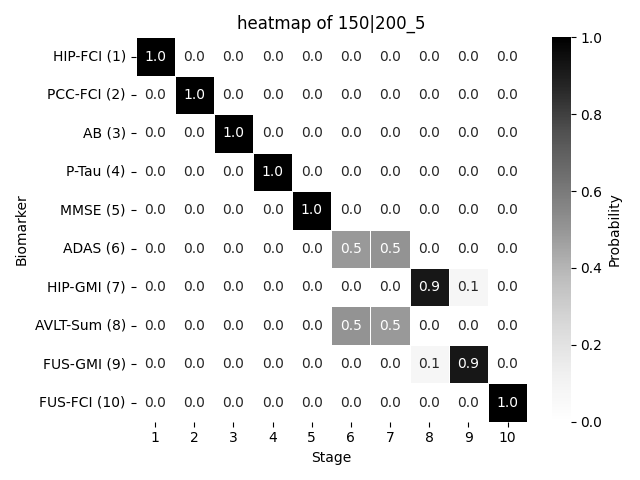 heatmap of 150|200_5
HIP-FCI (1) 1.0 0.0 0.0 0.0 0.0 0.0 0.0 0.0 0.0 0.0
PCC-FCI (2) 0.0 1.0 0.0 0.0 0.0 0.0 0.0 0.0 0.0 0.0
AB (3) 0.0 0.0 1.0 0.0 0.0 0.0 0.0 0.0 0.0 0.0
P-Tau (4) 0.0 0.0 0.0 1.0 0.0 0.0 0.0 0.0 0.0 0.0
MMSE (5) 0.0 0.0 0.0 0.0 1.0 0.0 0.0 0.0 0.0 0.0
ADAS (6) 0.0 0.0 0.0 0.0 0.0 0.5 0.5 0.0 0.0 0.0
HIP-GMI (7) 0.0 0.0 0.0 0.0 0.0 0.0 0.0 0.9 0.1 0.0
AVLT-Sum (8) 0.0 0.0 0.0 0.0 0.0 0.5 0.5 0.0 0.0 0.0
FUS-GMI (9) 0.0 0.0 0.0 0.0 0.0 0.0 0.0 0.1 0.9 0.0
FUS-FCI (10) 0.0 0.0 0.0 0.0 0.0 0.0 0.0 0.0 0.0 1.0
1 2 3 4 5 6 7 8 9 10
Stage
Biomarker
1.0
0.8
0.6
0.4
0.2
0.0
Probability